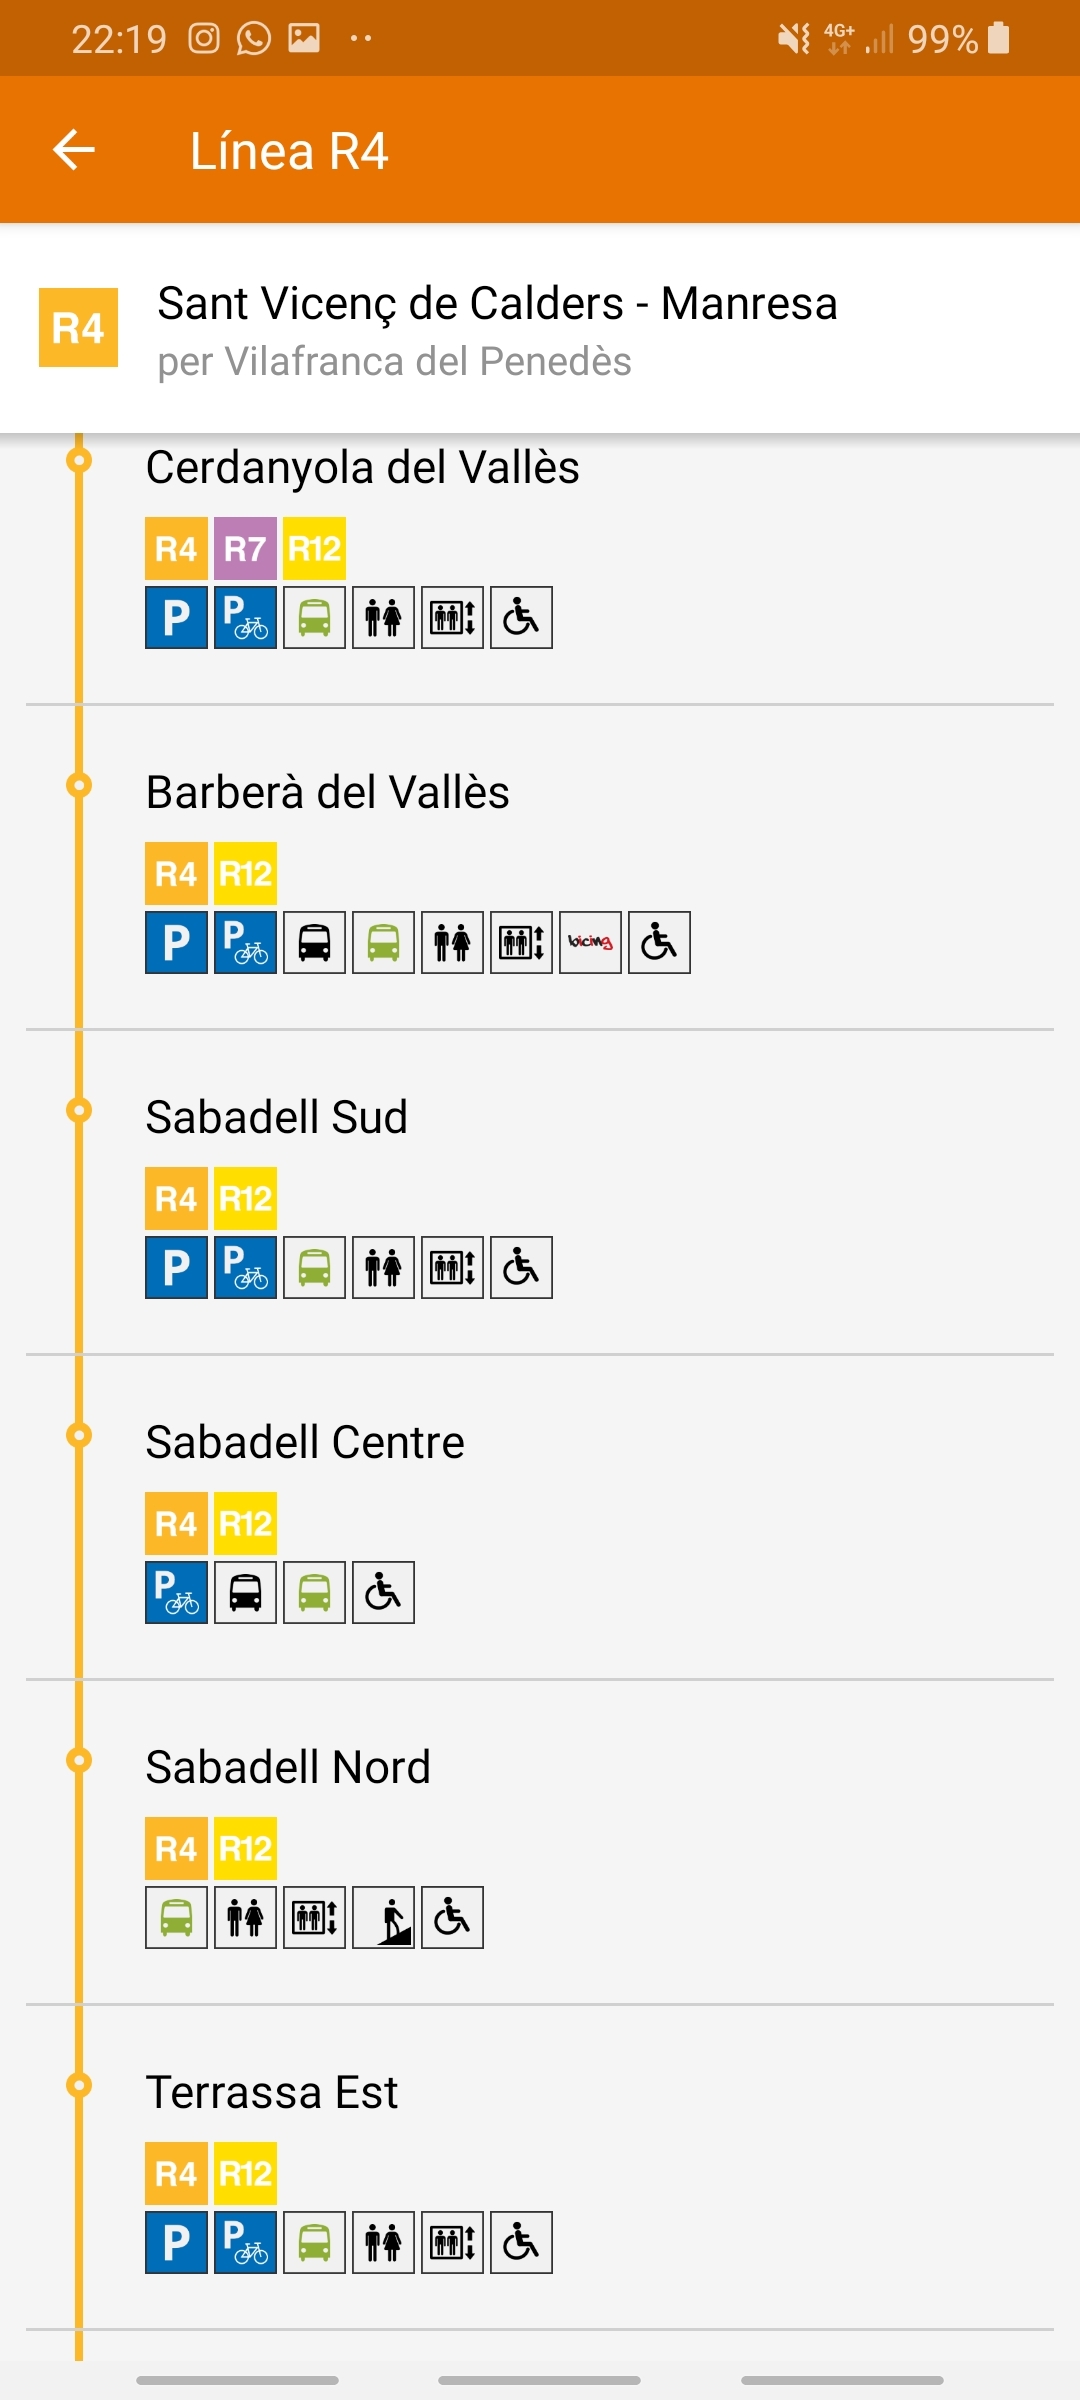 22:19 4G+ 99%
Línea R4
R4 Sant Vicenç de Calders - Manresa
per Vilafranca del Penedès
Cerdanyola del Vallès
R4 R7 R12
P P
Barberà del Vallès
R4 R12
P P bicing
Sabadell Sud
R4 R12
P P
Sabadell Centre
R4 R12
P
Sabadell Nord
R4 R12
Terrassa Est
R4 R12
P P